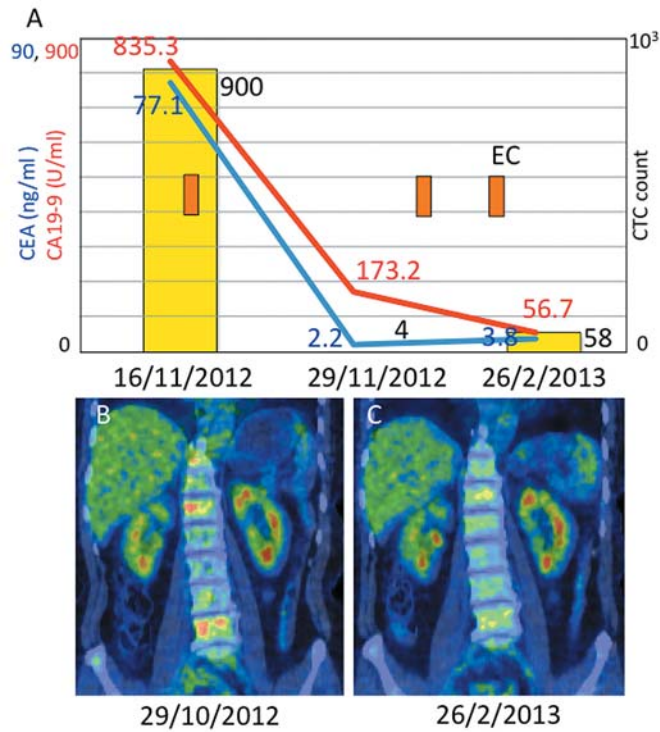 A
90, 900
835.3
10³
77.1
900
EC
CEA (ng/ml)
CA19-9 (U/ml)
CTC count
173.2
56.7
2.2
4
3.8
58
0
0
16/11/2012
29/11/2012
26/2/2013
B
C
29/10/2012
26/2/2013